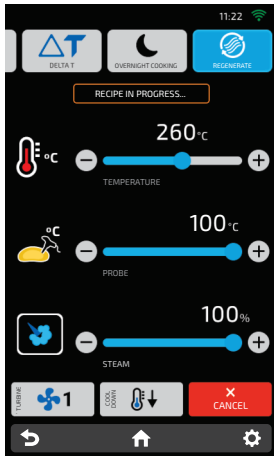 11:22
DELTA T
OVERNIGHT COOKING
REGENERATE
RECIPE IN PROGRESS...
260°C
°C
TEMPERATURE
100°C
°C
PROBE
100%
STEAM
TURBINE
1
COOL
DOWN
CANCEL